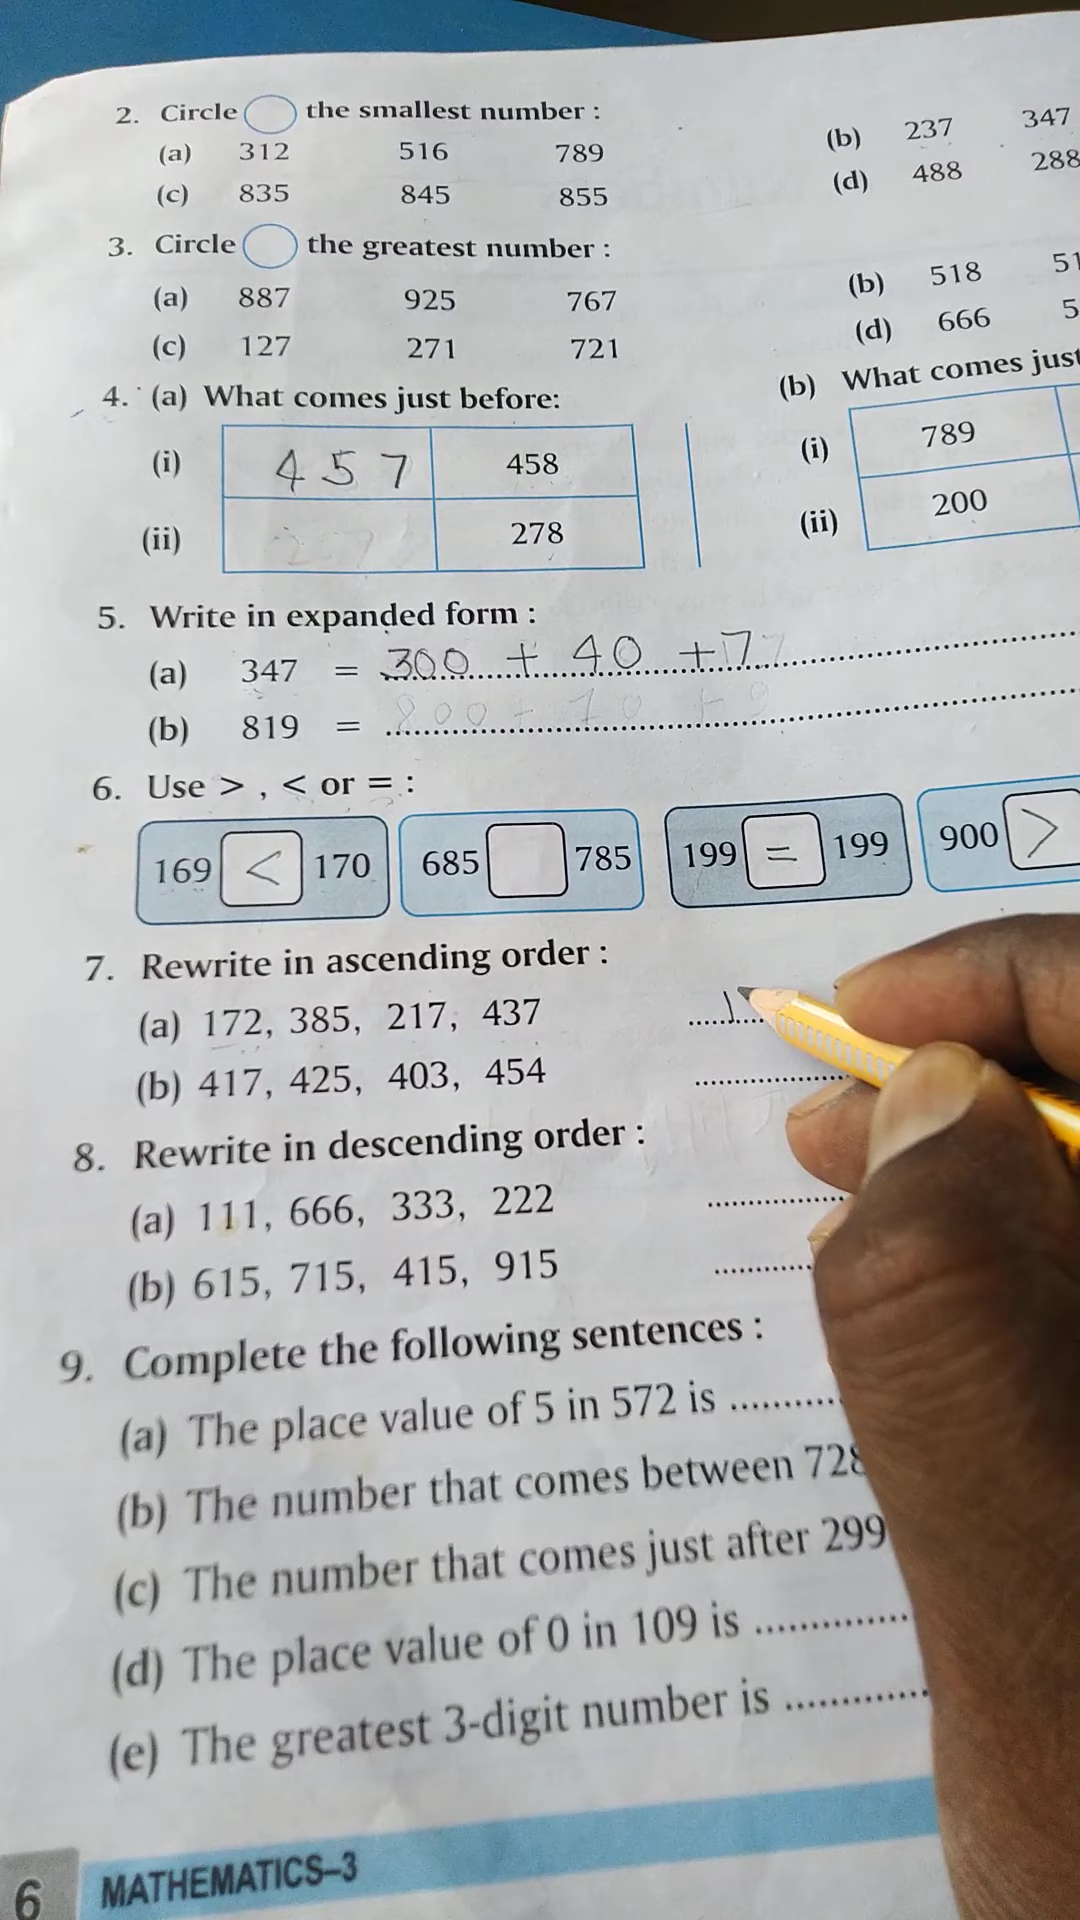 2. Circle the smallest number :
(a) 312 516 789 (b) 237 347
(c) 835 845 855 (d) 488 288
3. Circle the greatest number :
(a) 887 925 767 (b) 518
(c) 127 271 721 (d) 666
4. (a) What comes just before: (b) What comes just
(i) 457 458 (i) 789
(ii) 278 (ii) 200
5. Write in expanded form :
(a) 347 = 300 + 40 + 7
(b) 819 =
6. Use > , < or = :
169 < 170 685 785 199 = 199 900 >
7. Rewrite in ascending order :
(a) 172, 385, 217, 437
(b) 417, 425, 403, 454
8. Rewrite in descending order :
(a) 111, 666, 333, 222
(b) 615, 715, 415, 915
9. Complete the following sentences :
(a) The place value of 5 in 572 is ...........
(b) The number that comes between 728
(c) The number that comes just after 299
(d) The place value of 0 in 109 is ..............
(e) The greatest 3-digit number is .............
6 MATHEMATICS–3